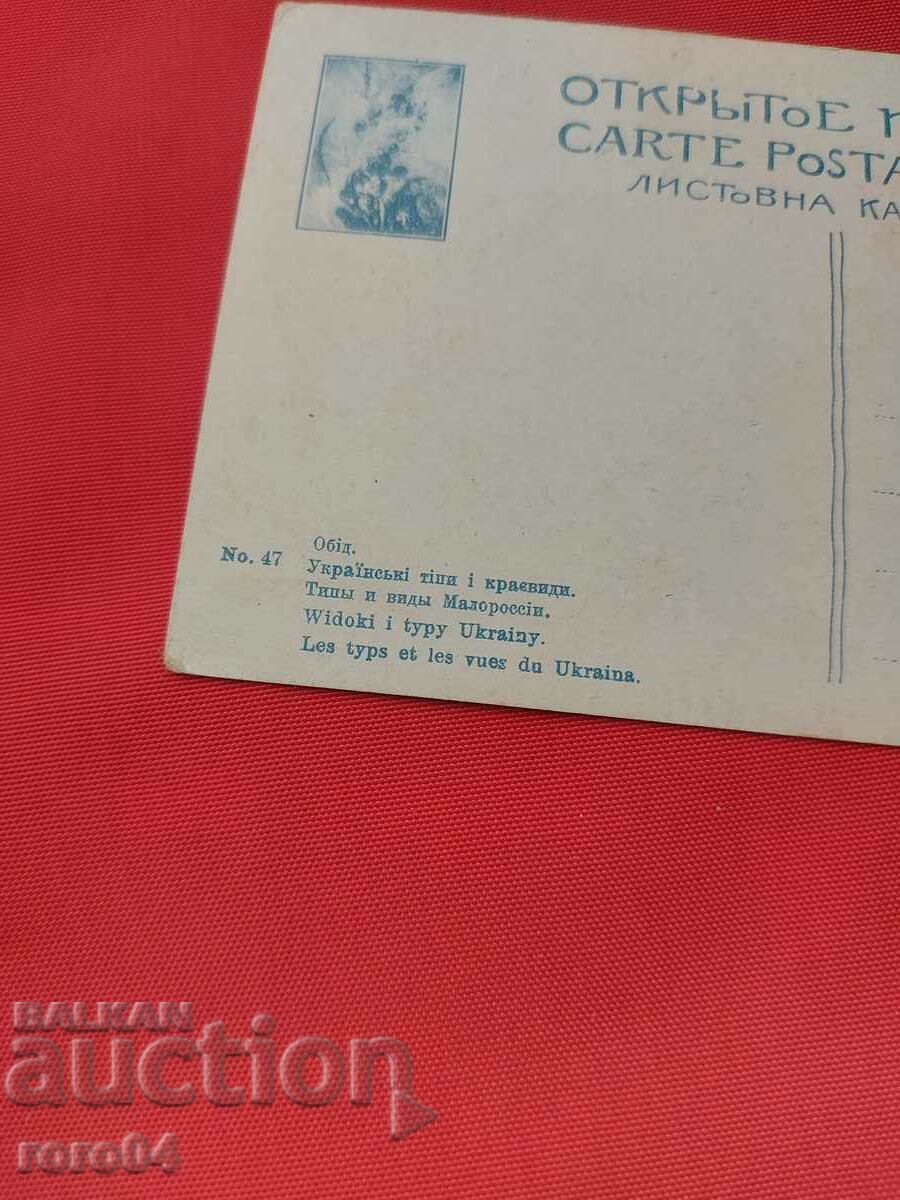 ОТКРЫТОЕ
CARTE POSTA
ЛИСТОВНА КА
No. 47
Обід.
Українські тіпи і краєвиди.
Типы и виды Малороссіи.
Widoki i typy Ukrainy.
Les typs et les vues du Ukraina.
BALKAN
auction
roro04